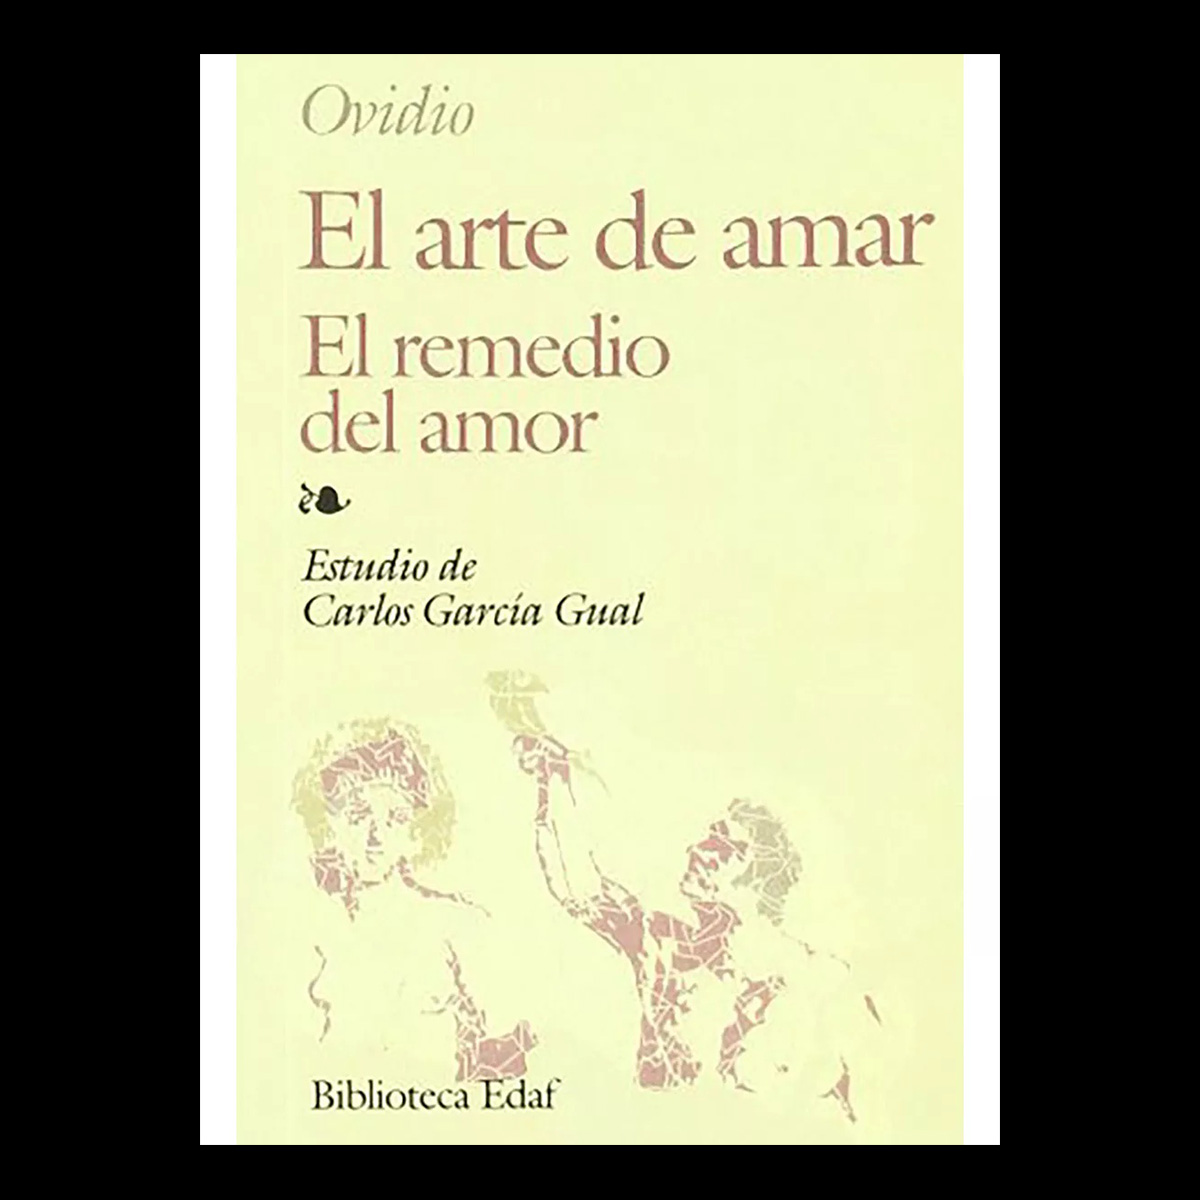 Ovidio
El arte de amar
El remedio
del amor
Estudio de
Carlos García Gual
Biblioteca Edaf